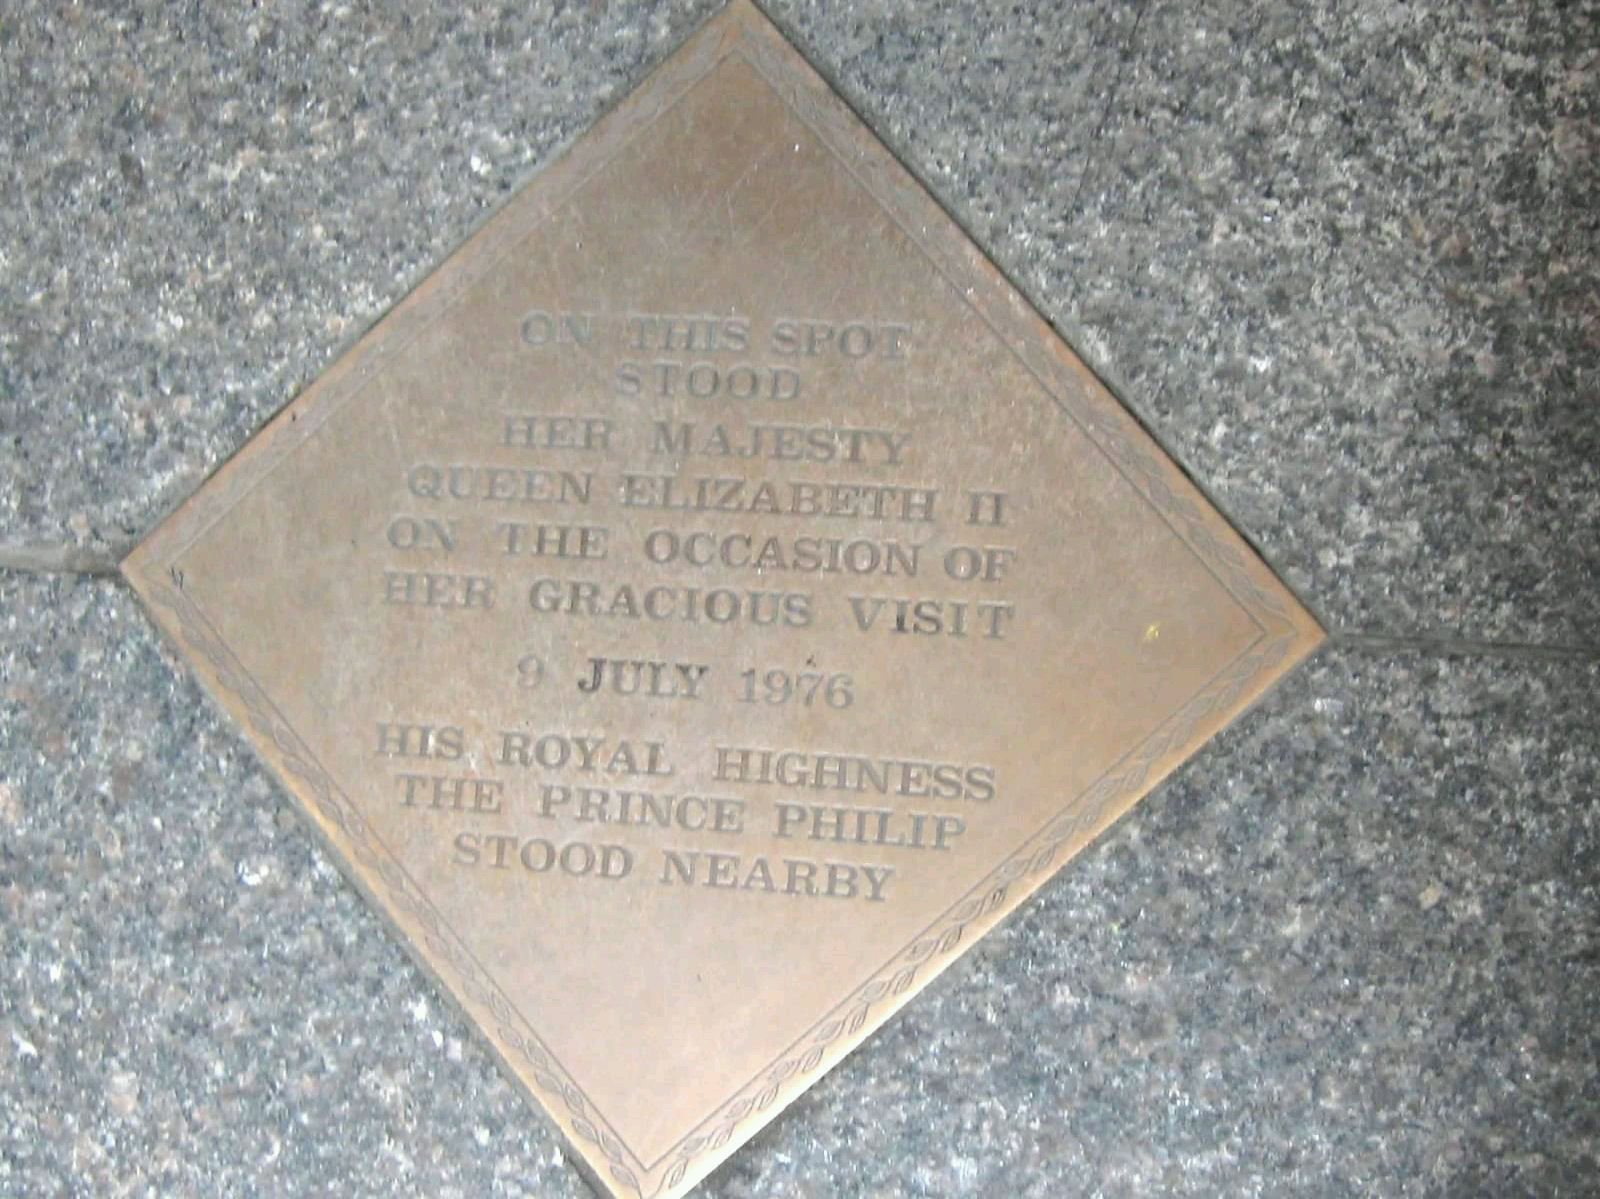 ON THIS SPOT
STOOD
HER MAJESTY
QUEEN ELIZABETH II
ON THE OCCASION OF
HER GRACIOUS VISIT
9 JULY 1976
HIS ROYAL HIGHNESS
THE PRINCE PHILIP
STOOD NEARBY